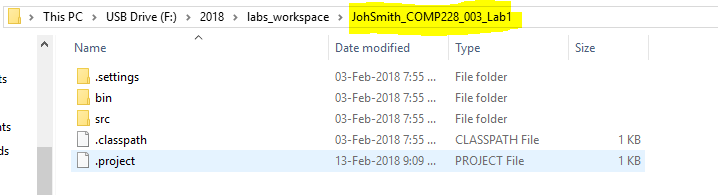 This PC > USB Drive (F:) > 2018 > labs_workspace > JohSmith_COMP228_003_Lab1
Name Date modified Type Size
.settings 03-Feb-2018 7:55 ... File folder
bin 03-Feb-2018 7:55 ... File folder
src 03-Feb-2018 7:55 ... File folder
.classpath 03-Feb-2018 7:55 ... CLASSPATH File 1 KB
nts .project 13-Feb-2018 9:09 ... PROJECT File 1 KB
ds